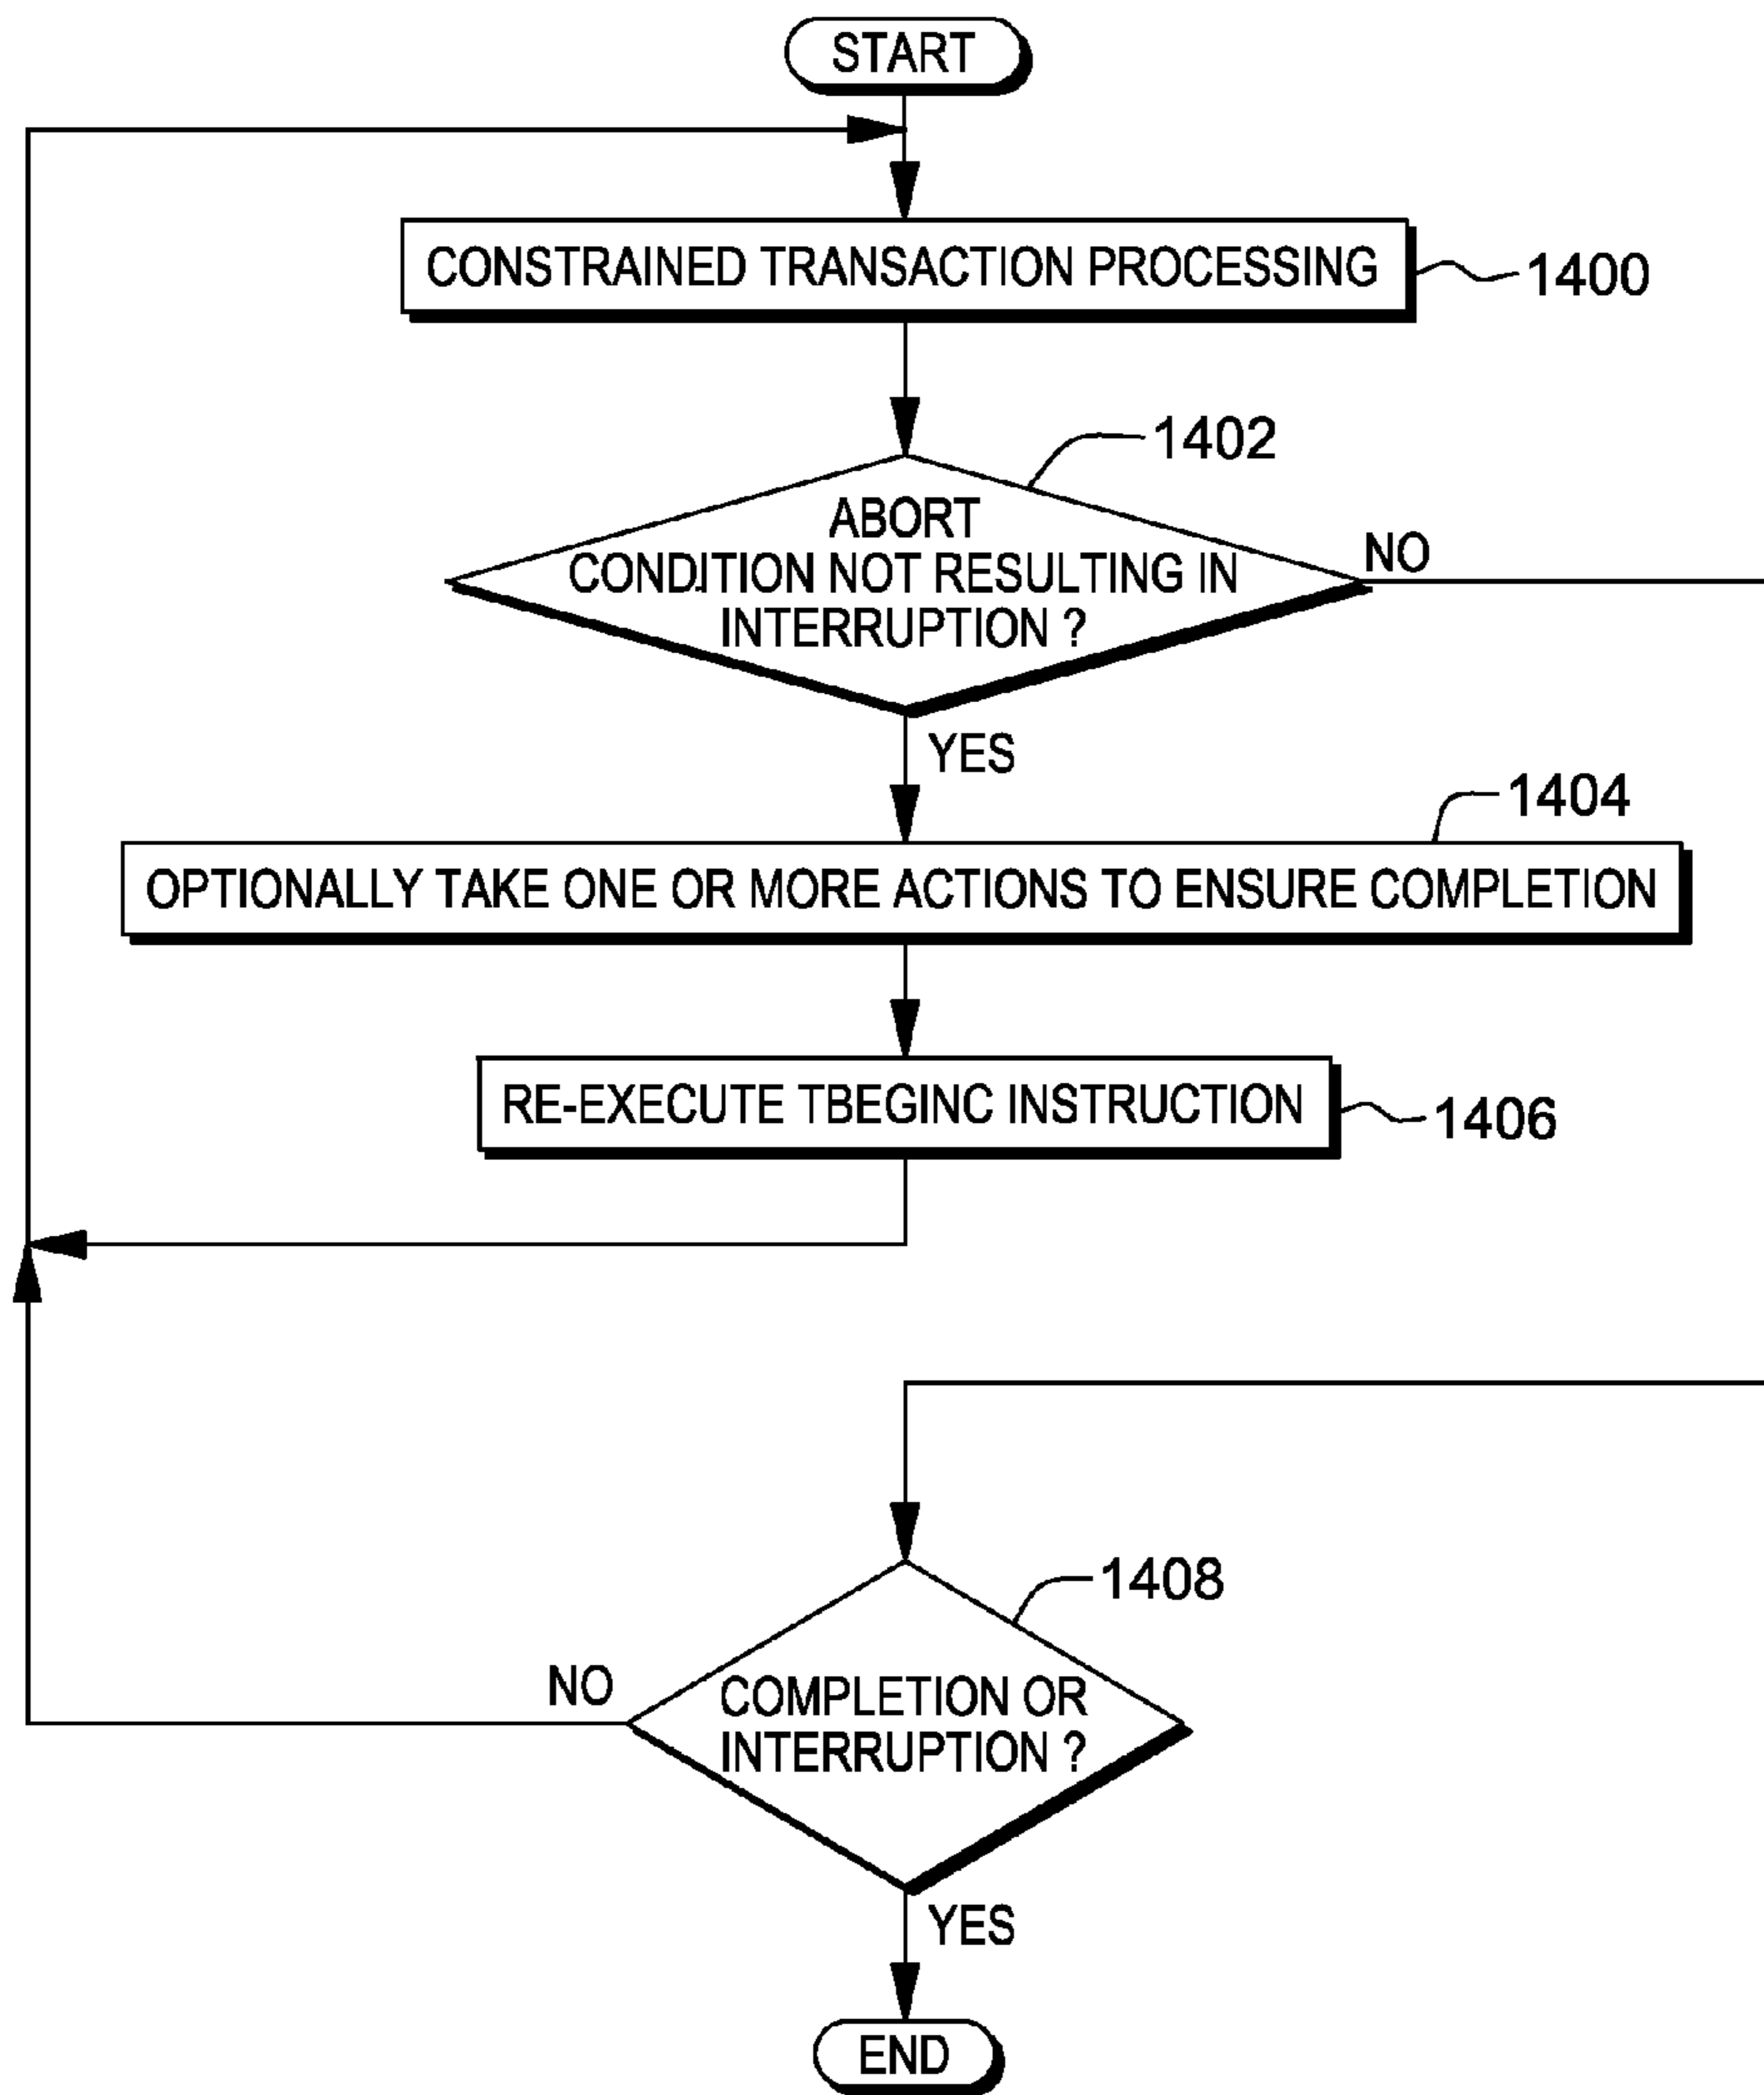 START
CONSTRAINED TRANSACTION PROCESSING
1400
1402
ABORT
CONDITION NOT RESULTING IN
INTERRUPTION ?
NO
YES
1404
OPTIONALLY TAKE ONE OR MORE ACTIONS TO ENSURE COMPLETION
RE-EXECUTE TBEGINC INSTRUCTION
1406
1408
COMPLETION OR
INTERRUPTION ?
NO
YES
END